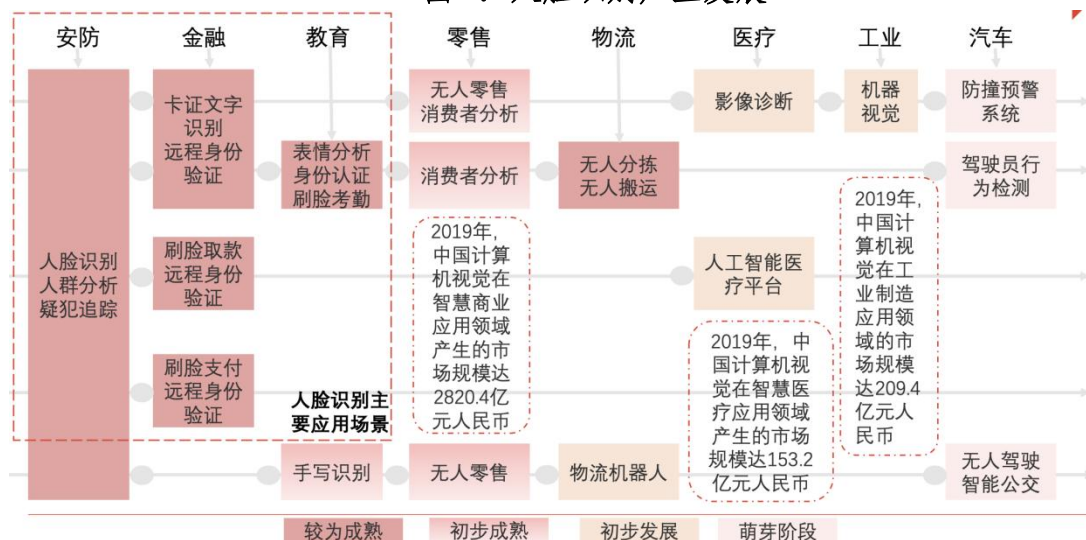 安防
金融
教育
零售
物流
医疗
工业
汽车
人脸识别
人群分析
疑犯追踪
卡证文字
识别
远程身份
验证
刷脸取款
远程身份
验证
刷脸支付
远程身份
验证
表情分析
身份认证
刷脸考勤
人脸识别主
要应用场景
手写识别
无人零售
消费者分析
消费者分析
2019年,
中国计算
机视觉在
智慧商业
应用领域
产生的市
场规模达
2820.4亿
元人民币
无人零售
无人分拣
无人搬运
物流机器人
影像诊断
人工智能医
疗平台
2019年, 中
国计算机视
觉在智慧医
疗应用领域
产生的市场
规模达153.2
亿元人民币
机器
视觉
2019年,
中国计
算机视
觉在工
业制造
应用领
域的市
场规模
达209.4
亿元人
民币
防撞预警
系统
驾驶员行
为检测
无人驾驶
智能公交
较为成熟
初步成熟
初步发展
萌芽阶段